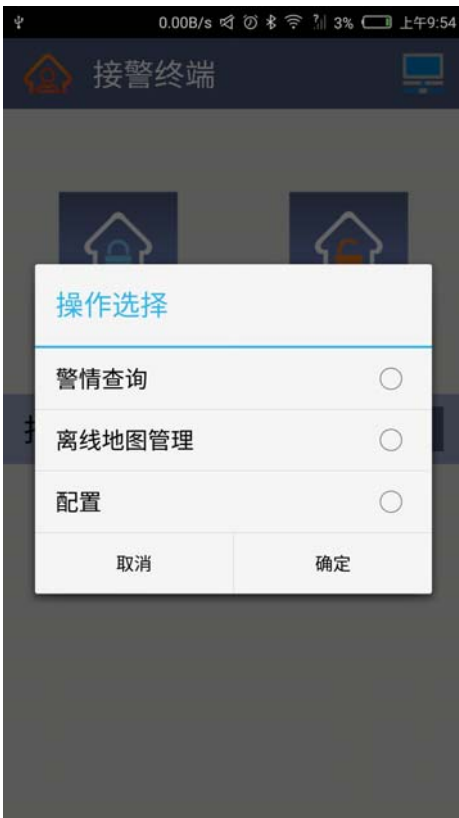 0.00B/s 3% 上午9:54
接警终端
操作选择
警情查询
离线地图管理
配置
取消 确定